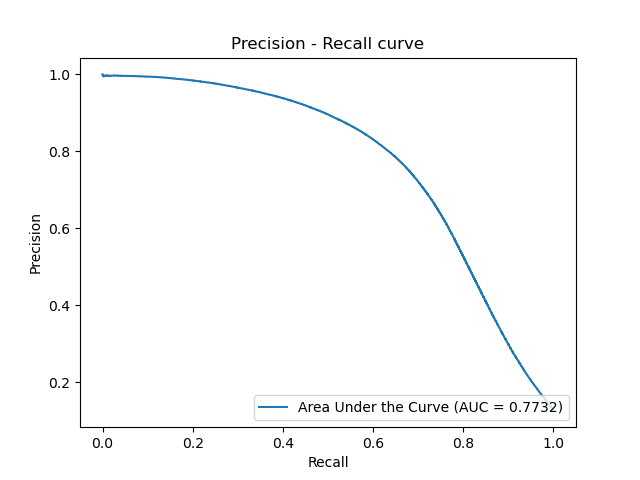 Precision - Recall curve
1.0
0.8
0.6
0.4
0.2
Precision
Area Under the Curve (AUC = 0.7732)
0.0 0.2 0.4 0.6 0.8 1.0
Recall